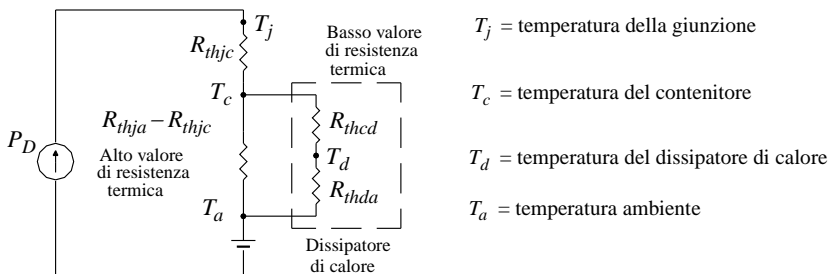 T_j
R_thjc
Basso valore
di resistenza
termica
T_c
R_thja – R_thjc
R_thcd
P_D
Alto valore
di resistenza
termica
T_d
R_thda
T_a
Dissipatore
di calore
T_j = temperatura della giunzione
T_c = temperatura del contenitore
T_d = temperatura del dissipatore di calore
T_a = temperatura ambiente